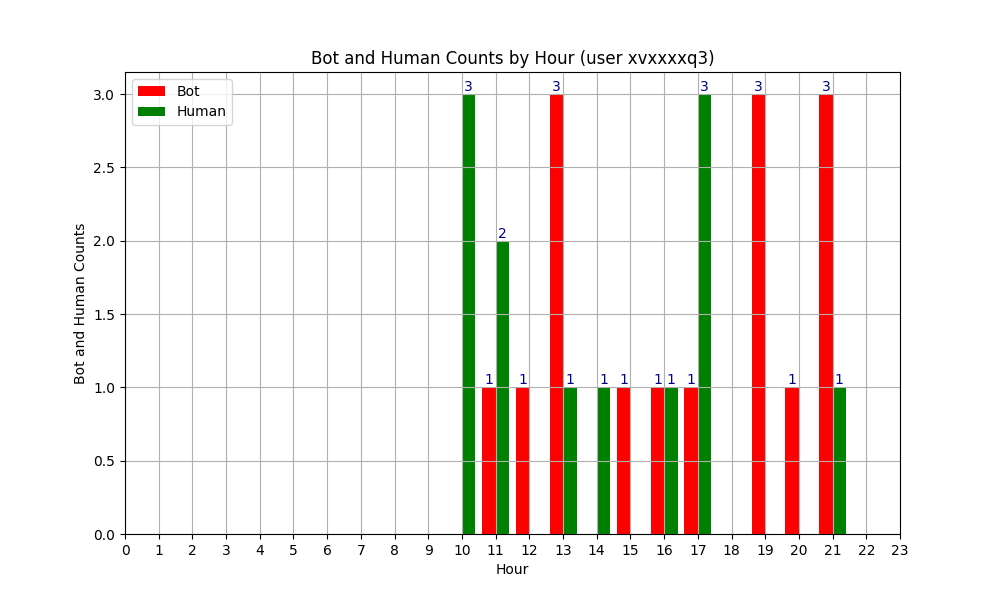 Bot and Human Counts by Hour (user xvxxxxq3)
Bot
Human
Bot and Human Counts
3.0
2.5
2.0
1.5
1.0
0.5
0.0
3 1 2 1 3 1 1 1 1 1 1 3 3 1 3 1
0 1 2 3 4 5 6 7 8 9 10 11 12 13 14 15 16 17 18 19 20 21 22 23
Hour